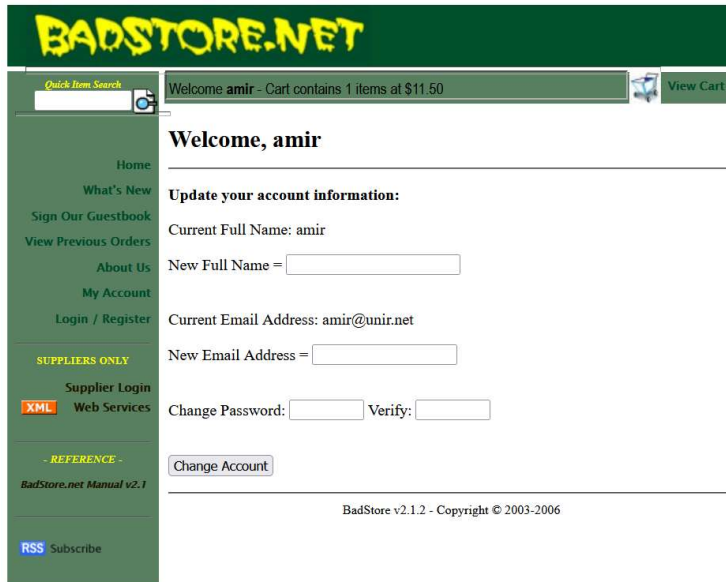 BADSTORE.NET
Quick Item Search
Welcome amir - Cart contains 1 items at $11.50
View Cart
Welcome, amir
Home
What's New
Sign Our Guestbook
View Previous Orders
About Us
My Account
Login / Register
SUPPLIERS ONLY
Supplier Login
XML Web Services
- REFERENCE -
BadStore.net Manual v2.1
RSS Subscribe
Update your account information:
Current Full Name: amir
New Full Name =
Current Email Address: amir@unir.net
New Email Address =
Change Password: Verify:
Change Account
BadStore v2.1.2 - Copyright © 2003-2006